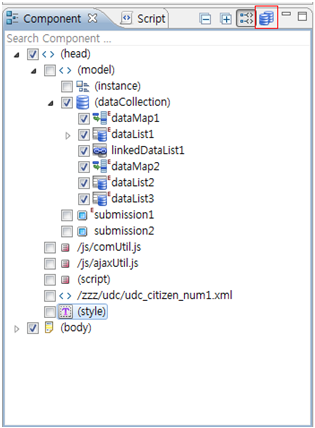 Component Script
Search Component ...
(head)
(model)
(instance)
(dataCollection)
E dataMap1
E dataList1
linkedDataList1
E dataMap2
E dataList2
E dataList3
E submission1
submission2
/js/comUtil.js
/js/ajaxUtil.js
(script)
/zzz/udc/udc_citizen_num1.xml
T (style)
(body)